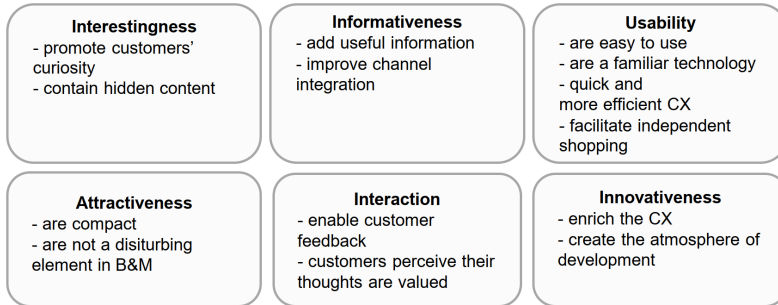 Interestingness
- promote customers'
curiosity
- contain hidden content
Informativeness
- add useful information
- improve channel
integration
Usability
- are easy to use
- are a familiar technology
- quick and
more efficient CX
- facilitate independent
shopping
Attractiveness
- are compact
- are not a disiturbing
element in B&M
Interaction
- enable customer
feedback
- customers perceive their
thoughts are valued
Innovativeness
- enrich the CX
- create the atmosphere of
development